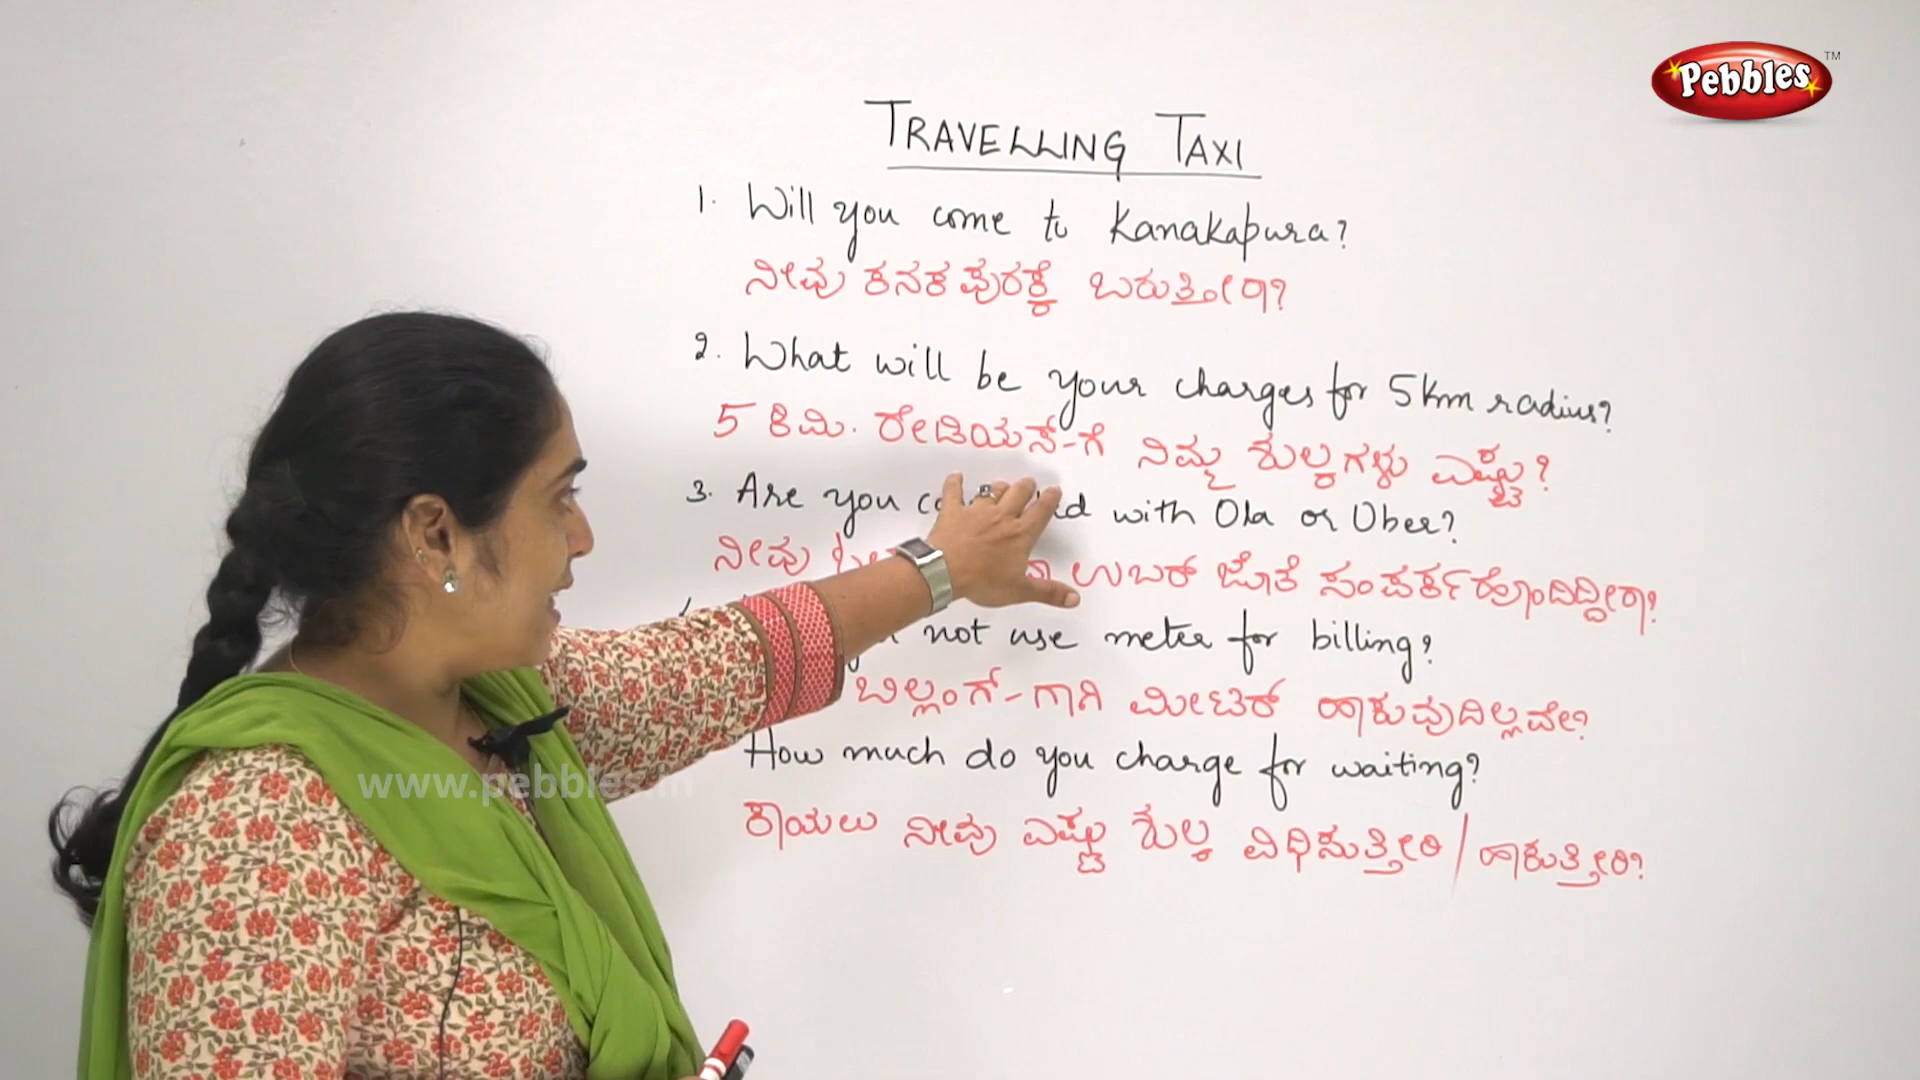 Pebbles TM
TRAVELLING TAXI
1. Will you come to Kanakapura?
ನೀವು ಕನಕಪುರಕ್ಕೆ ಬರುತ್ತೀರಾ?
2. What will be your charges for 5km radius?
5 ಕಿಮಿ. ರೇಡಿಯಸ್-ಗೆ ನಿಮ್ಮ ಶುಲ್ಕಗಳು ಎಷ್ಟು?
3. Are you with Ola or Uber?
ನೀವು ಉಬರ್ ಜೊತೆ ಸಂಪರ್ಕ ಹೊಂದಿದ್ದೀರಾ?
not use meter for billing?
ಬಿಲ್ಲಂಗ್-ಗಾಗಿ ಮೀಟರ್ ಹಾಕುವುದಿಲ್ಲವೇ?
How much do you charge for waiting?
www.pebbles.in
ಕಾಯಲು ನೀವು ಎಷ್ಟು ಶುಲ್ಕ ವಿಧಿಸುತ್ತೀರಿ / ಹಾಕುತ್ತೀರಿ?